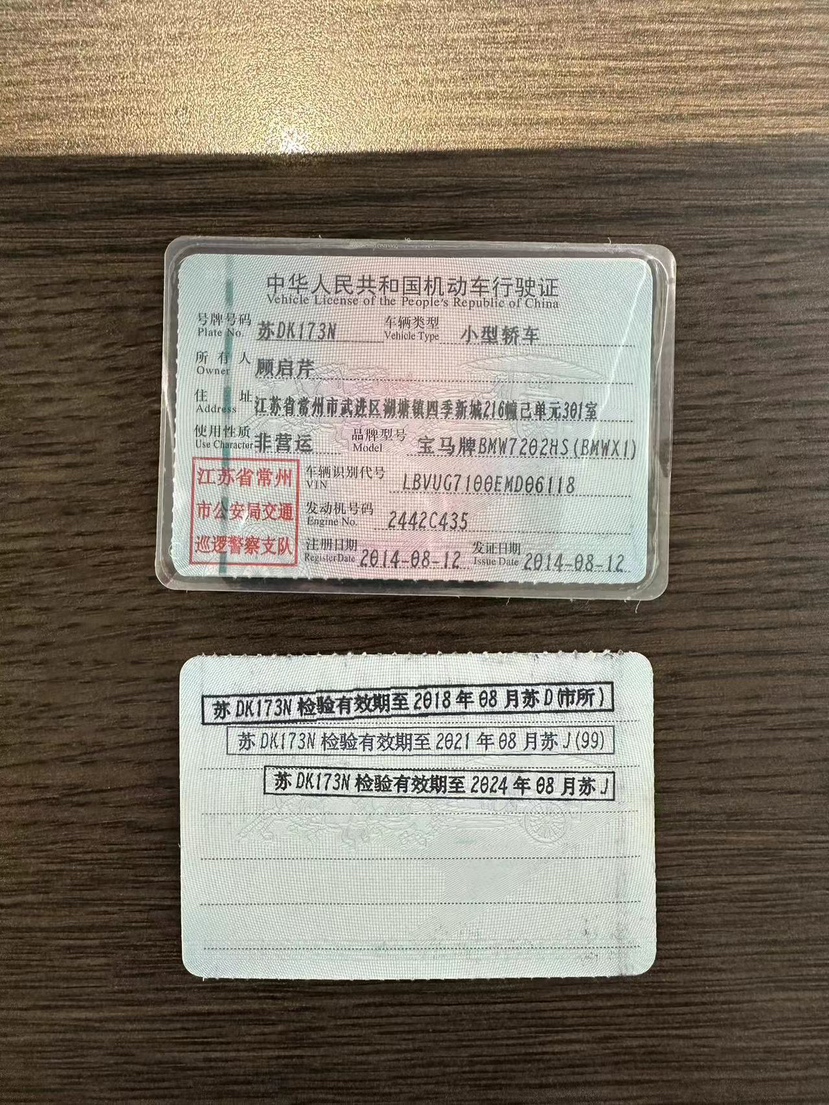 中华人民共和国机动车行驶证
Vehicle License of the People's Republic of China
号牌号码 Plate No. 苏DK173N 车辆类型 Vehicle Type 小型轿车
所有人 Owner 顾启芹
住址 Address 江苏省常州市武进区湖塘镇四季新城216幢己单元301室
使用性质 Use Character 非营运 品牌型号 Model 宝马牌BMW7202HS(BMWX1)
江苏省常州市公安局交通巡逻警察支队
车辆识别代号 VIN LBVUG7100EMD06118
发动机号码 Engine No. 2442C435
注册日期 Register Date 2014-08-12 发证日期 Issue Date 2014-08-12
苏DK173N 检验有效期至2018年08月苏D(市所)
苏DK173N 检验有效期至2021年08月苏J(99)
苏DK173N 检验有效期至2024年08月苏J